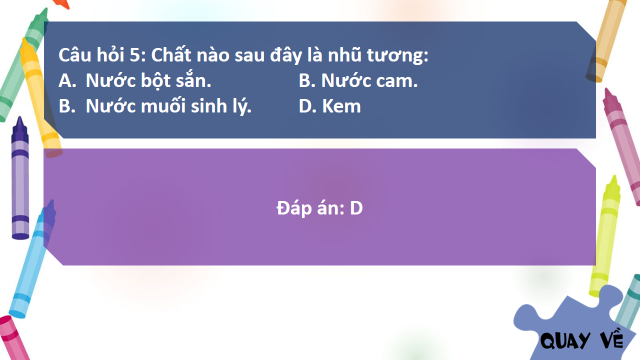 Câu hỏi 5: Chất nào sau đây là nhũ tương:
A. Nước bột sắn. B. Nước cam.
B. Nước muối sinh lý. D. Kem
Đáp án: D
QUAY VỀ